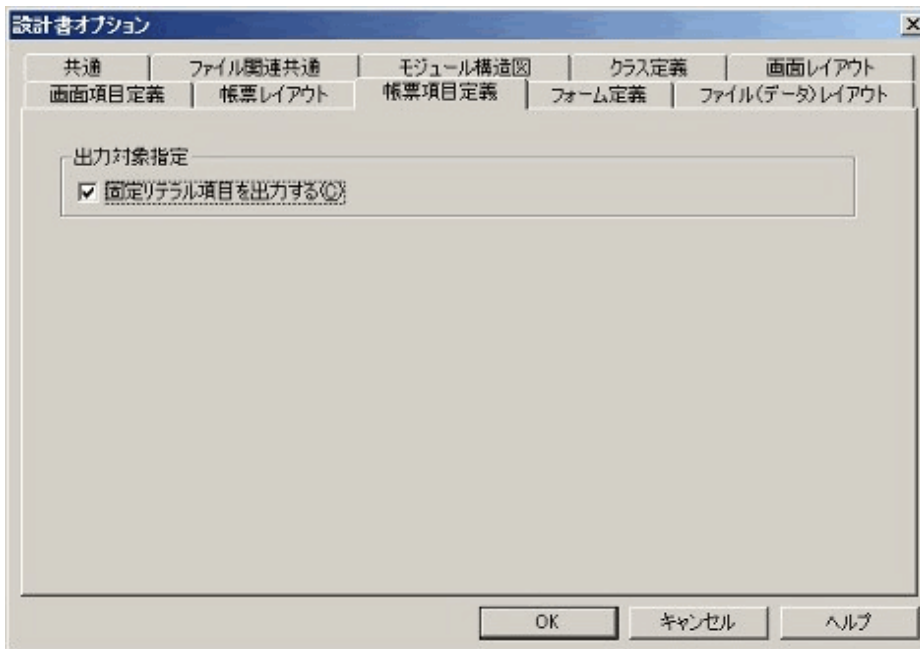 設計書オプション
共通 ファイル関連共通 モジュール構造図 クラス定義 画面レイアウト
画面項目定義 帳票レイアウト 帳票項目定義 フォーム定義 ファイル(データ)レイアウト
出力対象指定
固定リテラル項目を出力する(C)
OK キャンセル ヘルプ